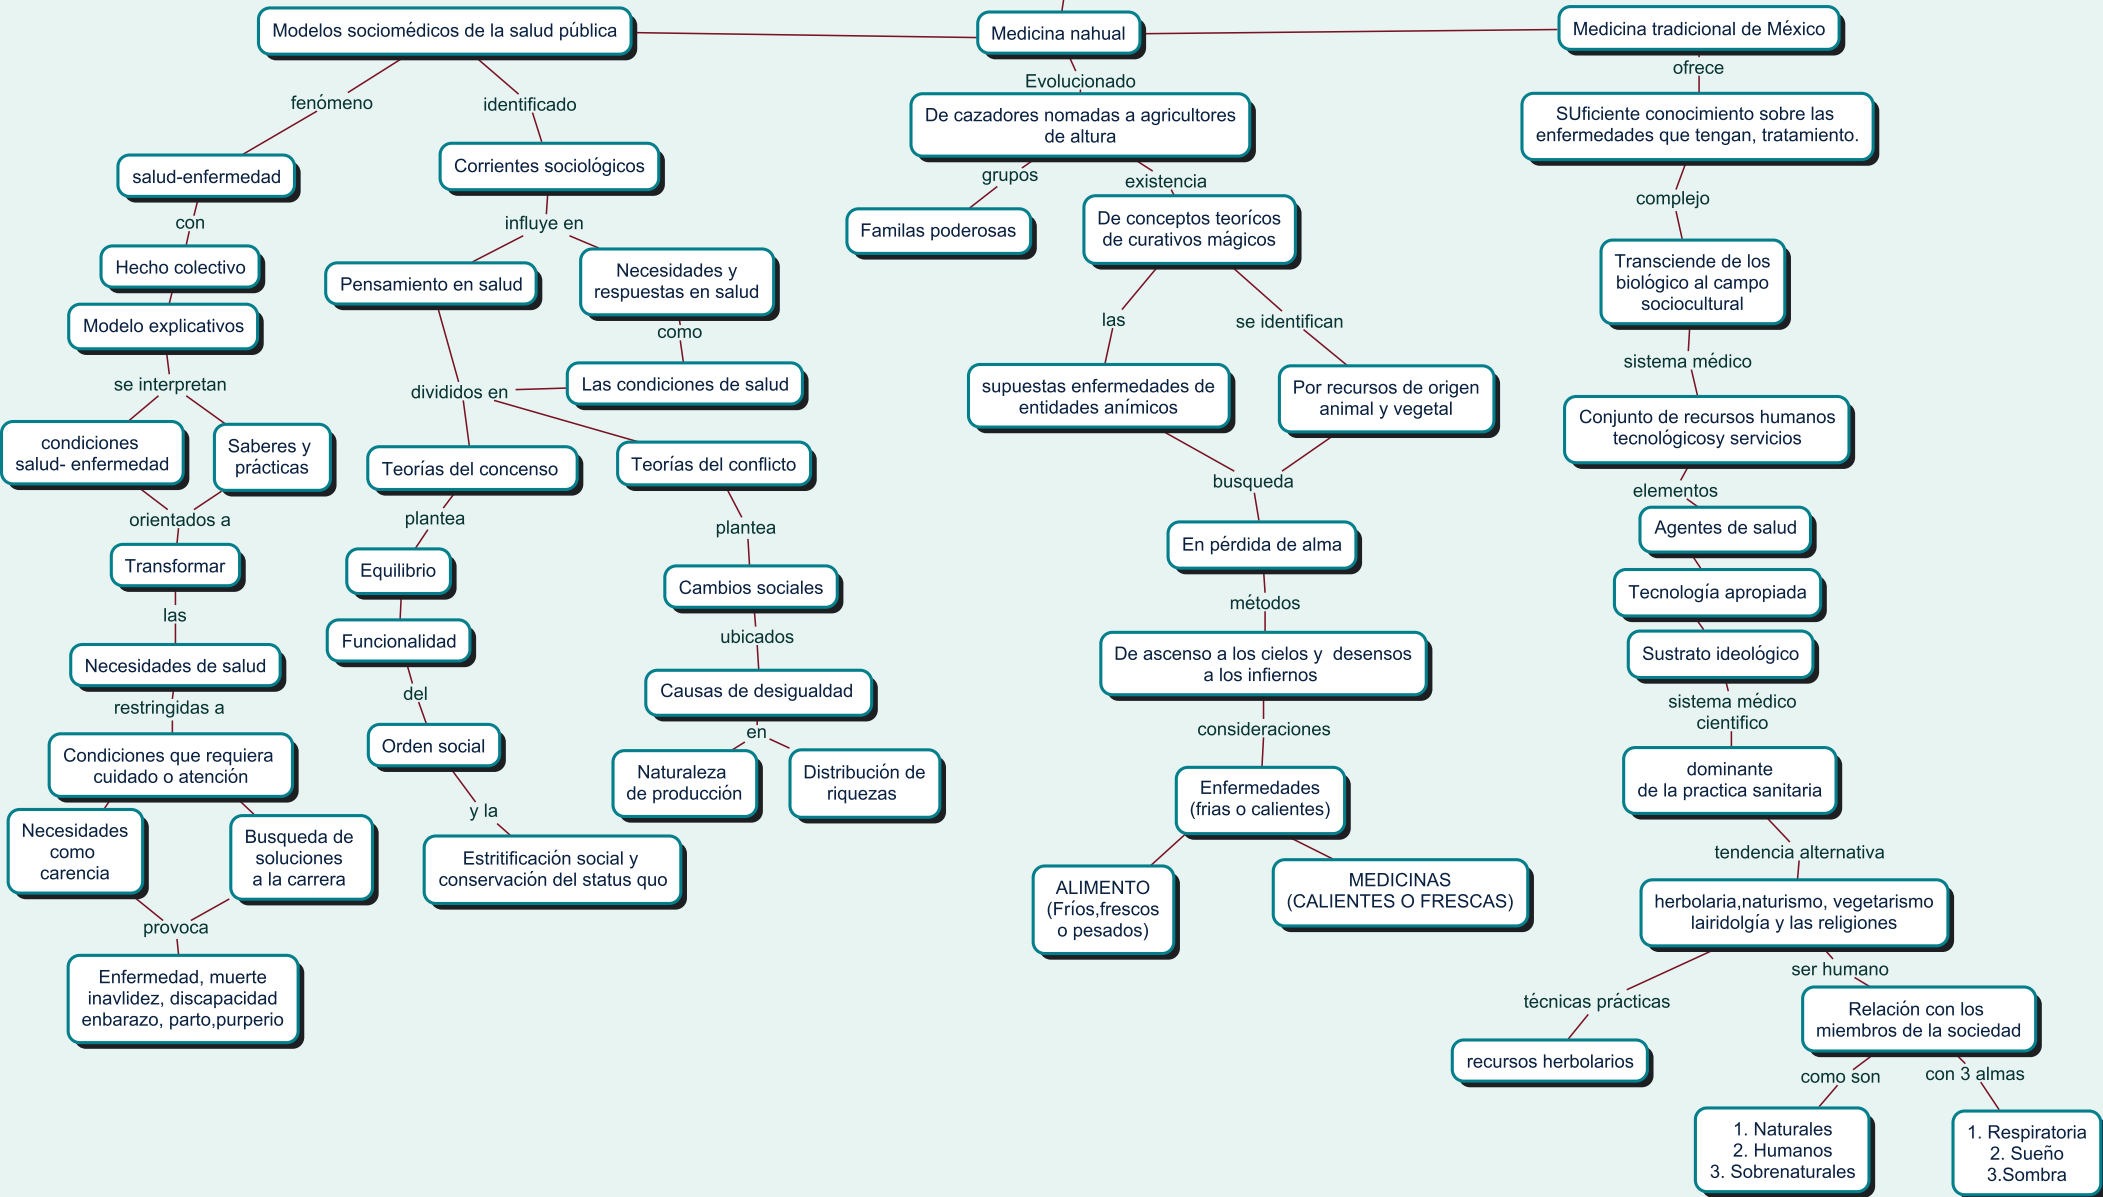 Modelos sociomédicos de la salud pública
fenómeno
identificado
salud-enfermedad
con
Hecho colectivo
Modelo explicativos
se interpretan
condiciones
salud- enfermedad
Saberes y
prácticas
orientados a
Transformar
las
Necesidades de salud
restringidas a
Condiciones que requiera
cuidado o atención
Necesidades
como
carencia
Busqueda de
soluciones
a la carrera
provoca
Enfermedad, muerte
inavlidez, discapacidad
enbarazo, parto,purperio
Corrientes sociológicos
influye en
Pensamiento en salud
Necesidades y
respuestas en salud
como
Las condiciones de salud
divididos en
Teorías del concenso
plantea
Equilibrio
Funcionalidad
del
Orden social
y la
Estritificación social y
conservación del status quo
Teorías del conflicto
plantea
Cambios sociales
ubicados
Causas de desigualdad
en
Naturaleza
de producción
Distribución de
riquezas
Medicina nahual
Evolucionado
De cazadores nomadas a agricultores
de altura
grupos
Familas poderosas
existencia
De conceptos teorícos
de curativos mágicos
las
se identifican
supuestas enfermedades de
entidades anímicos
Por recursos de origen
animal y vegetal
busqueda
En pérdida de alma
métodos
De ascenso a los cielos y  desensos
a los infiernos
consideraciones
Enfermedades
(frias o calientes)
ALIMENTO
(Fríos,frescos
o pesados)
MEDICINAS
(CALIENTES O FRESCAS)
Medicina tradicional de México
ofrece
SUficiente conocimiento sobre las
enfermedades que tengan, tratamiento.
complejo
Transciende de los
biológico al campo
sociocultural
sistema médico
Conjunto de recursos humanos
tecnológicosy servicios
elementos
Agentes de salud
Tecnología apropiada
Sustrato ideológico
sistema médico
cientifico
dominante
de la practica sanitaria
tendencia alternativa
herbolaria,naturismo, vegetarismo
lairidolgía y las religiones
técnicas prácticas
recursos herbolarios
ser humano
Relación con los
miembros de la sociedad
como son
1. Naturales
2. Humanos
3. Sobrenaturales
con 3 almas
1. Respiratoria
2. Sueño
3.Sombra